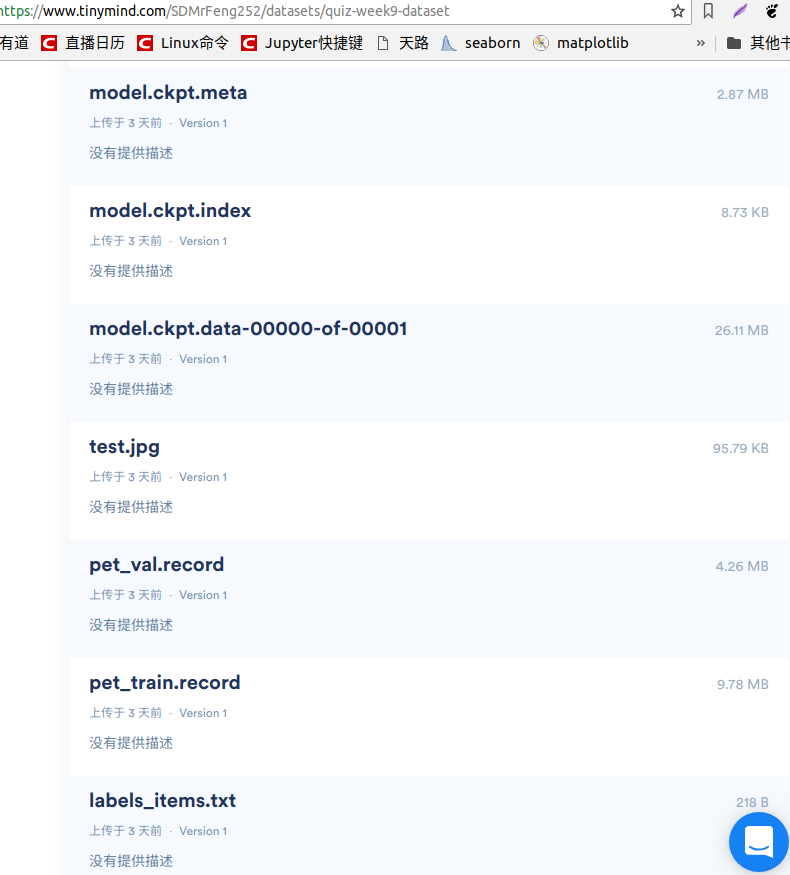 https://www.tinymind.com/SDMrFeng252/datasets/quiz-week9-dataset
有道 直播日历 Linux命令 Jupyter快捷键 天路 seaborn matplotlib » 其他书
model.ckpt.meta 2.87 MB
上传于 3 天前 · Version 1
没有提供描述
model.ckpt.index 8.73 KB
上传于 3 天前 · Version 1
没有提供描述
model.ckpt.data-00000-of-00001 26.11 MB
上传于 3 天前 · Version 1
没有提供描述
test.jpg 95.79 KB
上传于 3 天前 · Version 1
没有提供描述
pet_val.record 4.26 MB
上传于 3 天前 · Version 1
没有提供描述
pet_train.record 9.78 MB
上传于 3 天前 · Version 1
没有提供描述
labels_items.txt 218 B
上传于 3 天前 · Version 1
没有提供描述